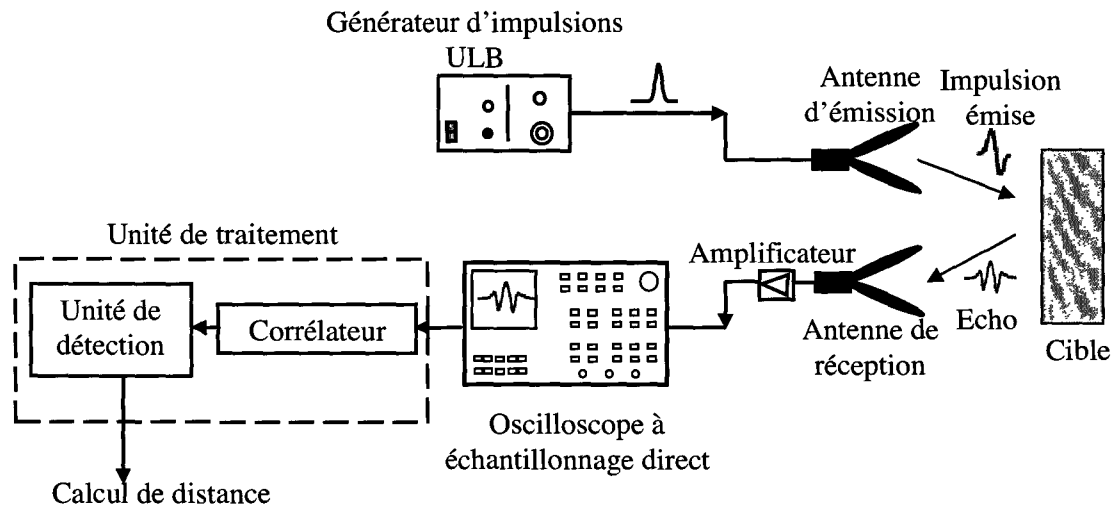 Générateur d'impulsions
ULB
Antenne
d'émission
Impulsion
émise
Unité de traitement
Amplificateur
Unité de
détection
Corrélateur
Antenne de
réception
Echo
Cible
Oscilloscope à
échantillonnage direct
Calcul de distance